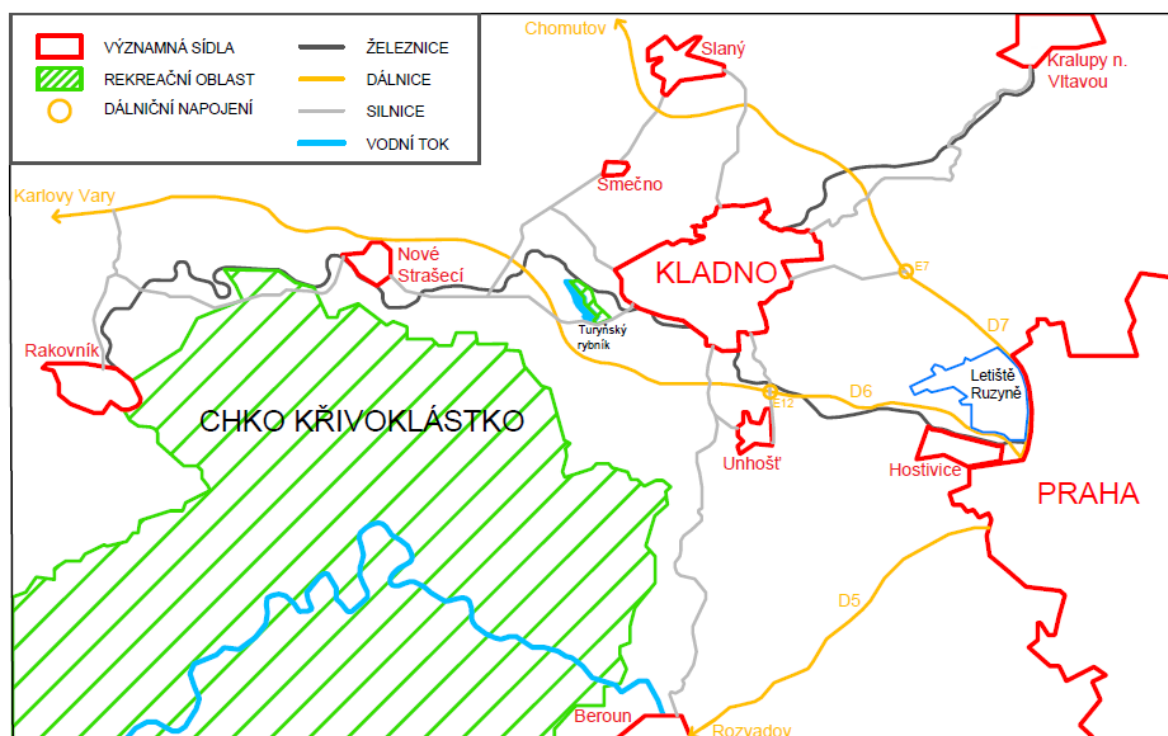 VÝZNAMNÁ SÍDLA
REKREAČNÍ OBLAST
DÁLNIČNÍ NAPOJENÍ
ŽELEZNICE
DÁLNICE
SILNICE
VODNÍ TOK
Chomutov
Slaný
Kralupy n.
Vltavou
Smečno
Karlovy Vary
Nové
Strašecí
KLADNO
E7
Turyňský
rybník
D7
Rakovník
Letiště
Ruzyně
D6
E12
CHKO KŘIVOKLÁSTKO
Unhošť
Hostivice
PRAHA
D5
Beroun
Rozvadov